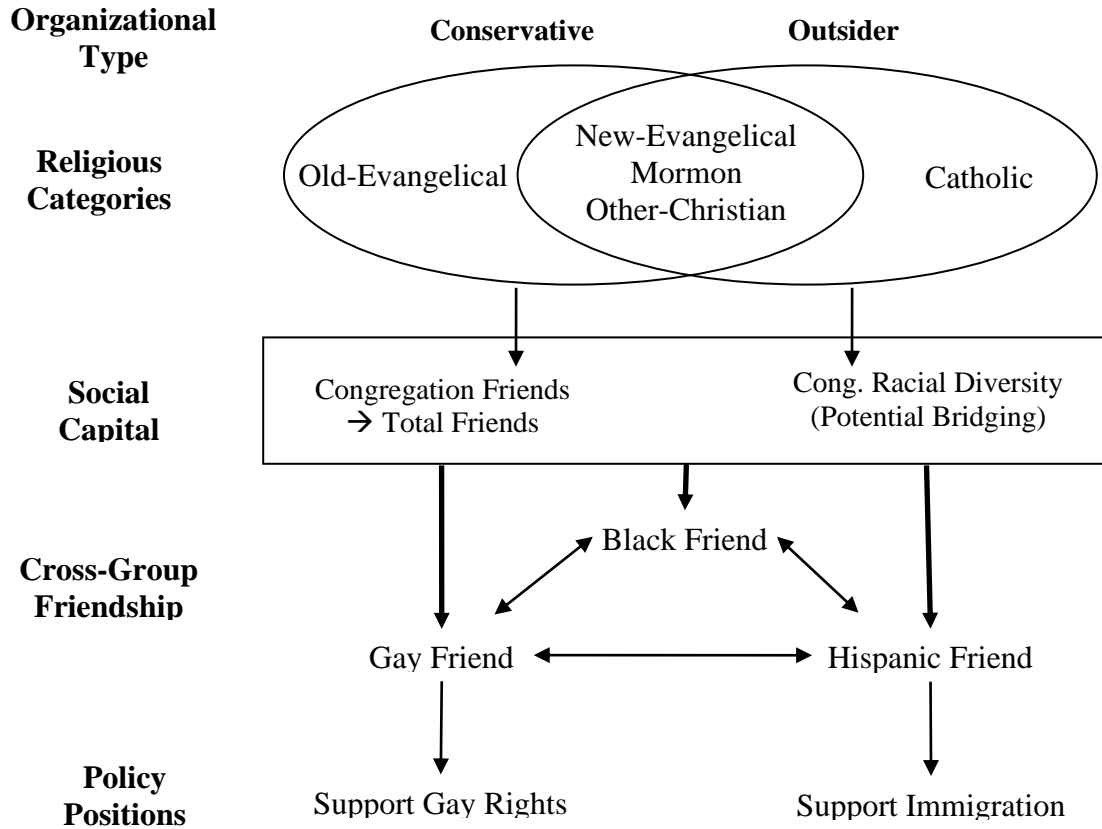 Organizational
Type
Conservative
Outsider
Religious
Categories
Old-Evangelical
New-Evangelical
Mormon
Other-Christian
Catholic
Social
Capital
Congregation Friends
→ Total Friends
Cong. Racial Diversity
(Potential Bridging)
Cross-Group
Friendship
Black Friend
Gay Friend
Hispanic Friend
Policy
Positions
Support Gay Rights
Support Immigration